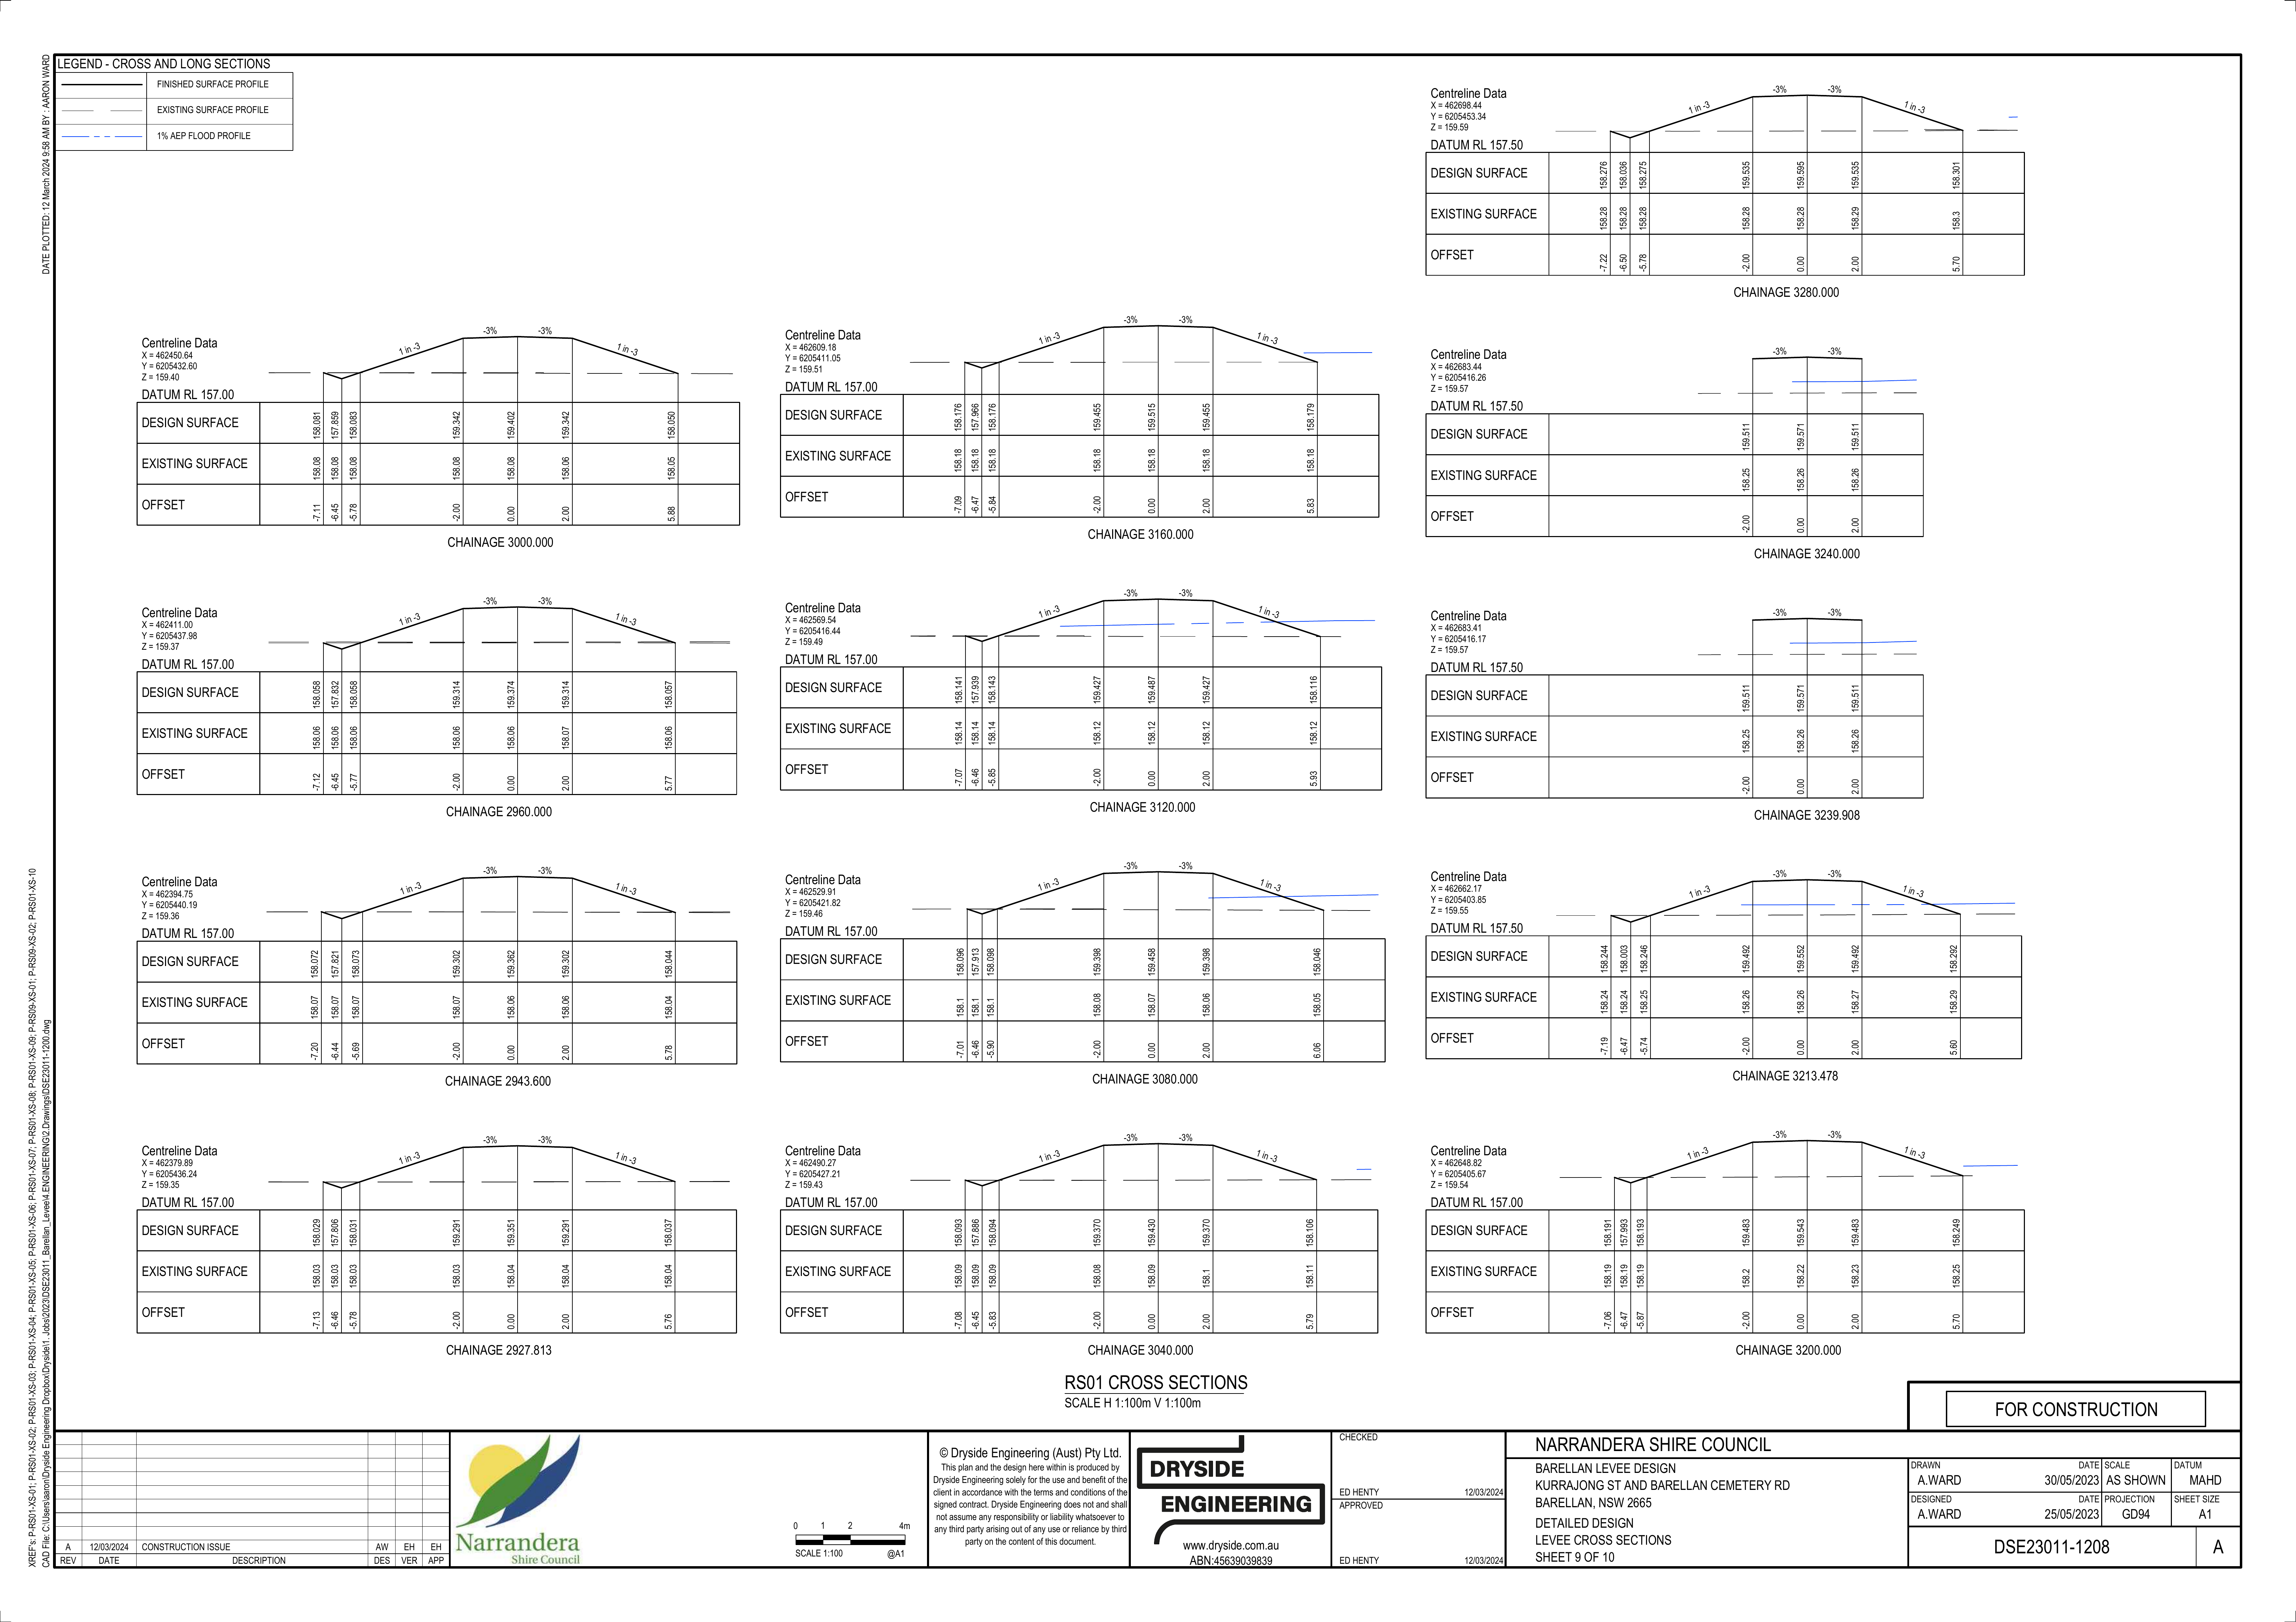 LEGEND - CROSS AND LONG SECTIONS
FINISHED SURFACE PROFILE
EXISTING SURFACE PROFILE
1% AEP FLOOD PROFILE
DATE PLOTTED: 12 March 2024 9:58 AM BY : AARON WARD
XREF's: P-RS01-XS-01; P-RS01-XS-02; P-RS01-XS-03; P-RS01-XS-04; P-RS01-XS-05; P-RS01-XS-06; P-RS01-XS-07; P-RS01-XS-08; P-RS01-XS-09; P-RS09-XS-01; P-RS09-XS-02; P-RS01-XS-10
CAD File: C:\Users\aaron\Dryside Engineering Dropbox\Dryside\1. Jobs\2023\DSE23011_Barellan_Levee\4.ENGINEERING\2.Drawings\DSE23011-1200.dwg
Centreline Data
X = 462450.64
Y = 6205432.60
Z = 159.40
DATUM RL 157.00
1 in -3 -3% -3% 1 in -3
DESIGN SURFACE 158.081 157.859 158.083 159.342 159.402 159.342 158.050
EXISTING SURFACE 158.08 158.08 158.08 158.08 158.08 158.06 158.05
OFFSET -7.11 -6.45 -5.78 -2.00 0.00 2.00 5.88
CHAINAGE 3000.000
Centreline Data
X = 462411.00
Y = 6205437.98
Z = 159.37
DATUM RL 157.00
1 in -3 -3% -3% 1 in -3
DESIGN SURFACE 158.058 157.832 158.058 159.314 159.374 159.314 158.057
EXISTING SURFACE 158.06 158.06 158.06 158.06 158.06 158.07 158.06
OFFSET -7.12 -6.45 -5.77 -2.00 0.00 2.00 5.77
CHAINAGE 2960.000
Centreline Data
X = 462394.75
Y = 6205440.19
Z = 159.36
DATUM RL 157.00
1 in -3 -3% -3% 1 in -3
DESIGN SURFACE 158.072 157.821 158.073 159.302 159.362 159.302 158.044
EXISTING SURFACE 158.07 158.07 158.07 158.07 158.06 158.06 158.04
OFFSET -7.20 -6.44 -5.69 -2.00 0.00 2.00 5.78
CHAINAGE 2943.600
Centreline Data
X = 462379.89
Y = 6205436.24
Z = 159.35
DATUM RL 157.00
1 in -3 -3% -3% 1 in -3
DESIGN SURFACE 158.029 157.806 158.031 159.291 159.351 159.291 158.037
EXISTING SURFACE 158.03 158.03 158.03 158.03 158.04 158.04 158.04
OFFSET -7.13 -6.46 -5.78 -2.00 0.00 2.00 5.76
CHAINAGE 2927.813
Centreline Data
X = 462609.18
Y = 6205411.05
Z = 159.51
DATUM RL 157.00
1 in -3 -3% -3% 1 in -3
DESIGN SURFACE 158.176 157.966 158.176 159.455 159.515 159.455 158.179
EXISTING SURFACE 158.18 158.18 158.18 158.18 158.18 158.18 158.18
OFFSET -7.09 -6.47 -5.84 -2.00 0.00 2.00 5.83
CHAINAGE 3160.000
Centreline Data
X = 462569.54
Y = 6205416.44
Z = 159.49
DATUM RL 157.00
1 in -3 -3% -3% 1 in -3
DESIGN SURFACE 158.141 157.939 158.143 159.427 159.487 159.427 158.116
EXISTING SURFACE 158.14 158.14 158.14 158.12 158.12 158.12 158.12
OFFSET -7.07 -6.46 -5.85 -2.00 0.00 2.00 5.93
CHAINAGE 3120.000
Centreline Data
X = 462529.91
Y = 6205421.82
Z = 159.46
DATUM RL 157.00
1 in -3 -3% -3% 1 in -3
DESIGN SURFACE 158.096 157.913 158.098 159.398 159.458 159.398 158.046
EXISTING SURFACE 158.1 158.1 158.1 158.08 158.07 158.06 158.05
OFFSET -7.01 -6.46 -5.90 -2.00 0.00 2.00 6.06
CHAINAGE 3080.000
Centreline Data
X = 462490.27
Y = 6205427.21
Z = 159.43
DATUM RL 157.00
1 in -3 -3% -3% 1 in -3
DESIGN SURFACE 158.093 157.886 158.094 159.370 159.430 159.370 158.106
EXISTING SURFACE 158.09 158.09 158.09 158.08 158.09 158.1 158.11
OFFSET -7.08 -6.45 -5.83 -2.00 0.00 2.00 5.79
CHAINAGE 3040.000
Centreline Data
X = 462698.44
Y = 6205453.34
Z = 159.59
DATUM RL 157.50
1 in -3 -3% -3% 1 in -3
DESIGN SURFACE 158.276 158.036 158.275 159.535 159.595 159.535 158.301
EXISTING SURFACE 158.28 158.28 158.28 158.28 158.28 158.29 158.3
OFFSET -7.22 -6.50 -5.78 -2.00 0.00 2.00 5.70
CHAINAGE 3280.000
Centreline Data
X = 462683.44
Y = 6205416.26
Z = 159.57
DATUM RL 157.50
-3% -3%
DESIGN SURFACE 159.511 159.571 159.511
EXISTING SURFACE 158.25 158.26 158.26
OFFSET -2.00 0.00 2.00
CHAINAGE 3240.000
Centreline Data
X = 462683.41
Y = 6205416.17
Z = 159.57
DATUM RL 157.50
-3% -3%
DESIGN SURFACE 159.511 159.571 159.511
EXISTING SURFACE 158.25 158.26 158.26
OFFSET -2.00 0.00 2.00
CHAINAGE 3239.908
Centreline Data
X = 462662.17
Y = 6205403.85
Z = 159.55
DATUM RL 157.50
1 in -3 -3% -3% 1 in -3
DESIGN SURFACE 158.244 158.003 158.246 159.492 159.552 159.492 158.292
EXISTING SURFACE 158.24 158.24 158.25 158.26 158.26 158.27 158.29
OFFSET -7.19 -6.47 -5.74 -2.00 0.00 2.00 5.60
CHAINAGE 3213.478
Centreline Data
X = 462648.82
Y = 6205405.67
Z = 159.54
DATUM RL 157.00
1 in -3 -3% -3% 1 in -3
DESIGN SURFACE 158.191 157.993 158.193 159.483 159.543 159.483 158.249
EXISTING SURFACE 158.19 158.19 158.19 158.2 158.22 158.23 158.25
OFFSET -7.06 -6.47 -5.87 -2.00 0.00 2.00 5.70
CHAINAGE 3200.000
RS01 CROSS SECTIONS
SCALE H 1:100m V 1:100m
FOR CONSTRUCTION
A 12/03/2024 CONSTRUCTION ISSUE AW EH EH
REV DATE DESCRIPTION DES VER APP
Narrandera
Shire Council
0 1 2 4m
SCALE 1:100 @A1
© Dryside Engineering (Aust) Pty Ltd.
This plan and the design here within is produced by
Dryside Engineering solely for the use and benefit of the
client in accordance with the terms and conditions of the
signed contract. Dryside Engineering does not and shall
not assume any responsibility or liability whatsoever to
any third party arising out of any use or reliance by third
party on the content of this document.
DRYSIDE
ENGINEERING
www.dryside.com.au
ABN:45639039839
CHECKED
ED HENTY 12/03/2024
APPROVED
ED HENTY 12/03/2024
NARRANDERA SHIRE COUNCIL
BARELLAN LEVEE DESIGN
KURRAJONG ST AND BARELLAN CEMETERY RD
BARELLAN, NSW 2665
DETAILED DESIGN
LEVEE CROSS SECTIONS
SHEET 9 OF 10
DRAWN DATE SCALE DATUM
A.WARD 30/05/2023 AS SHOWN MAHD
DESIGNED DATE PROJECTION SHEET SIZE
A.WARD 25/05/2023 GD94 A1
DSE23011-1208 A